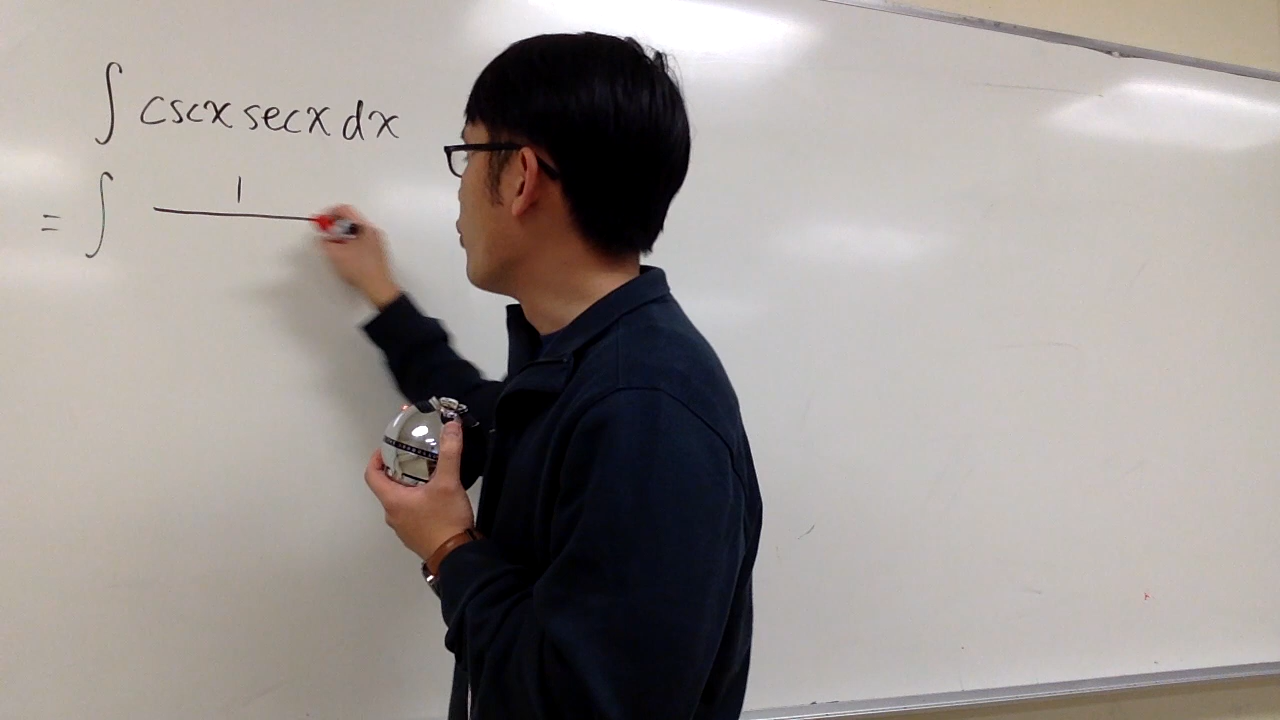 ∫ cscx secx dx
= ∫ 1/